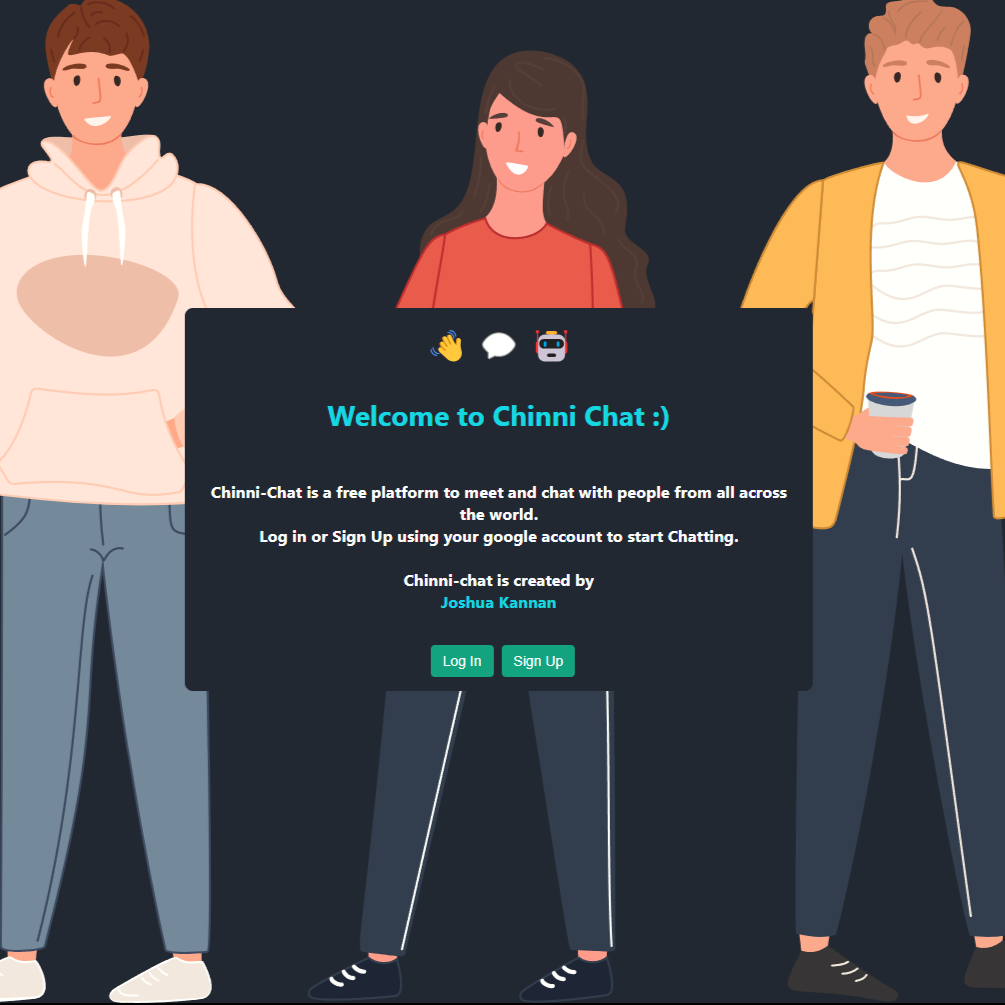 Welcome to Chinni Chat :)
Chinni-Chat is a free platform to meet and chat with people from all across
the world.
Log in or Sign Up using your google account to start Chatting.
Chinni-chat is created by
Joshua Kannan
Log In
Sign Up